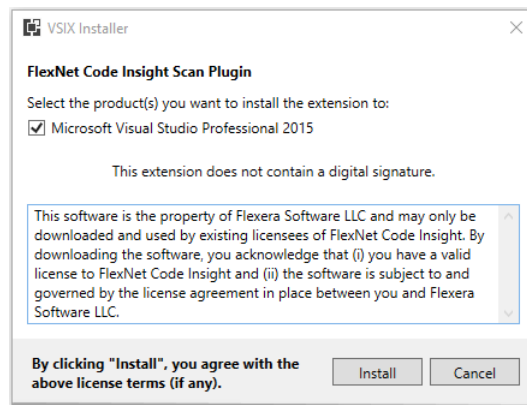 VSIX Installer
FlexNet Code Insight Scan Plugin
Select the product(s) you want to install the extension to:
Microsoft Visual Studio Professional 2015
This extension does not contain a digital signature.
This software is the property of Flexera Software LLC and may only be
downloaded and used by existing licensees of FlexNet Code Insight. By
downloading the software, you acknowledge that (i) you have a valid
license to FlexNet Code Insight and (ii) the software is subject to and
governed by the license agreement in place between you and Flexera
Software LLC.
By clicking "Install", you agree with the
above license terms (if any).
Install
Cancel